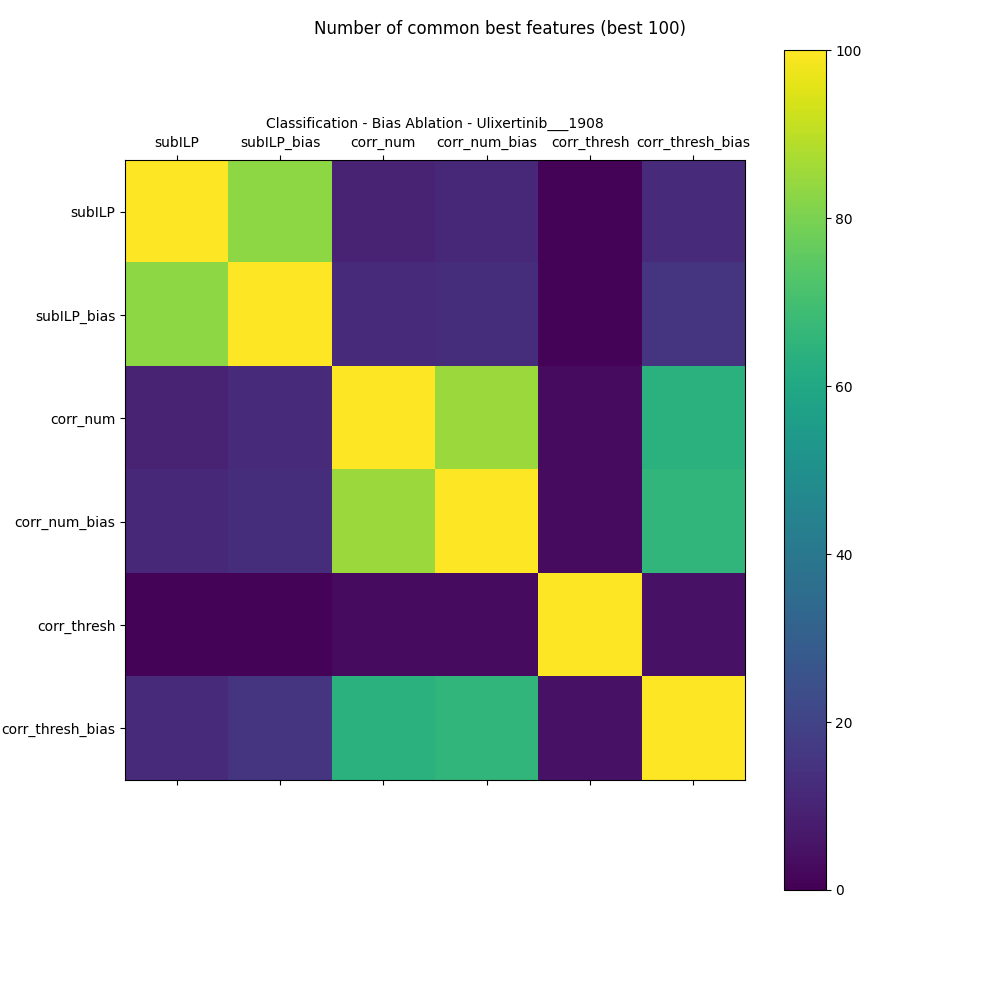 Number of common best features (best 100)
Classification - Bias Ablation - Ulixertinib___1908
subILP subILP_bias corr_num corr_num_bias corr_thresh corr_thresh_bias
subILP
subILP_bias
corr_num
corr_num_bias
corr_thresh
corr_thresh_bias
100
80
60
40
20
0